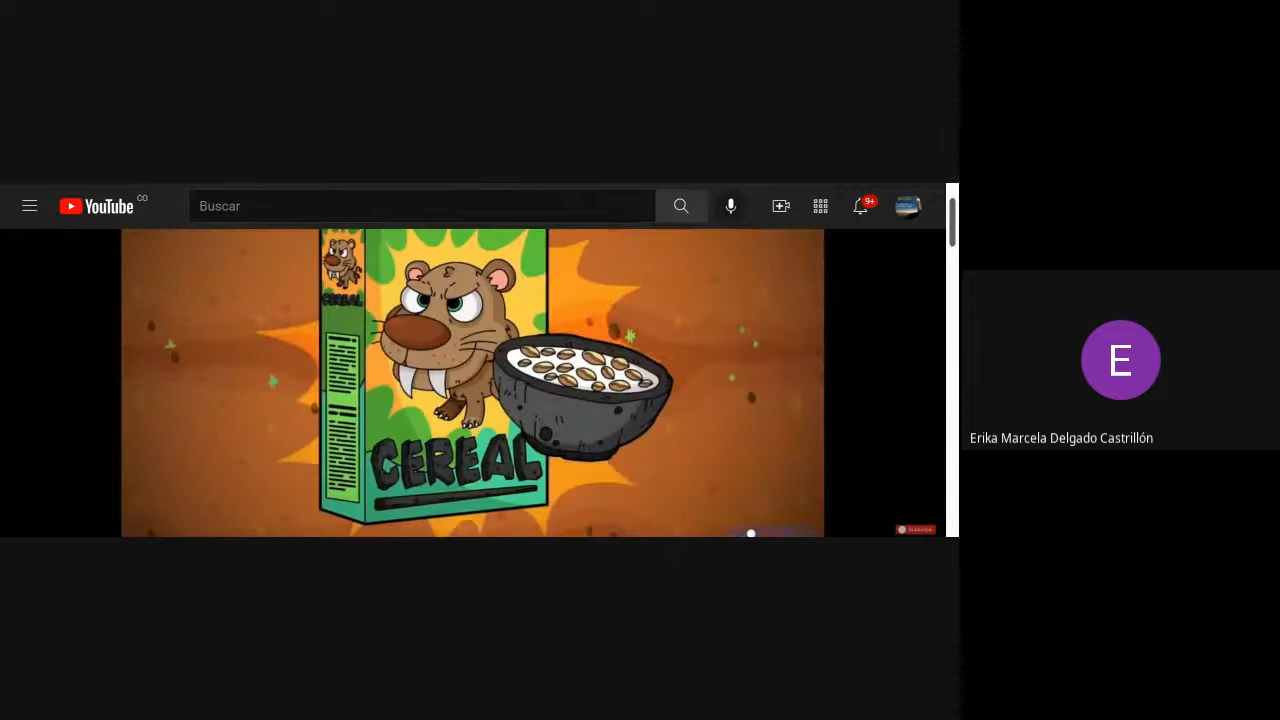 YouTube CO
Buscar
9+
CEREAL
CEREAL
E
Erika Marcela Delgado Castrillón